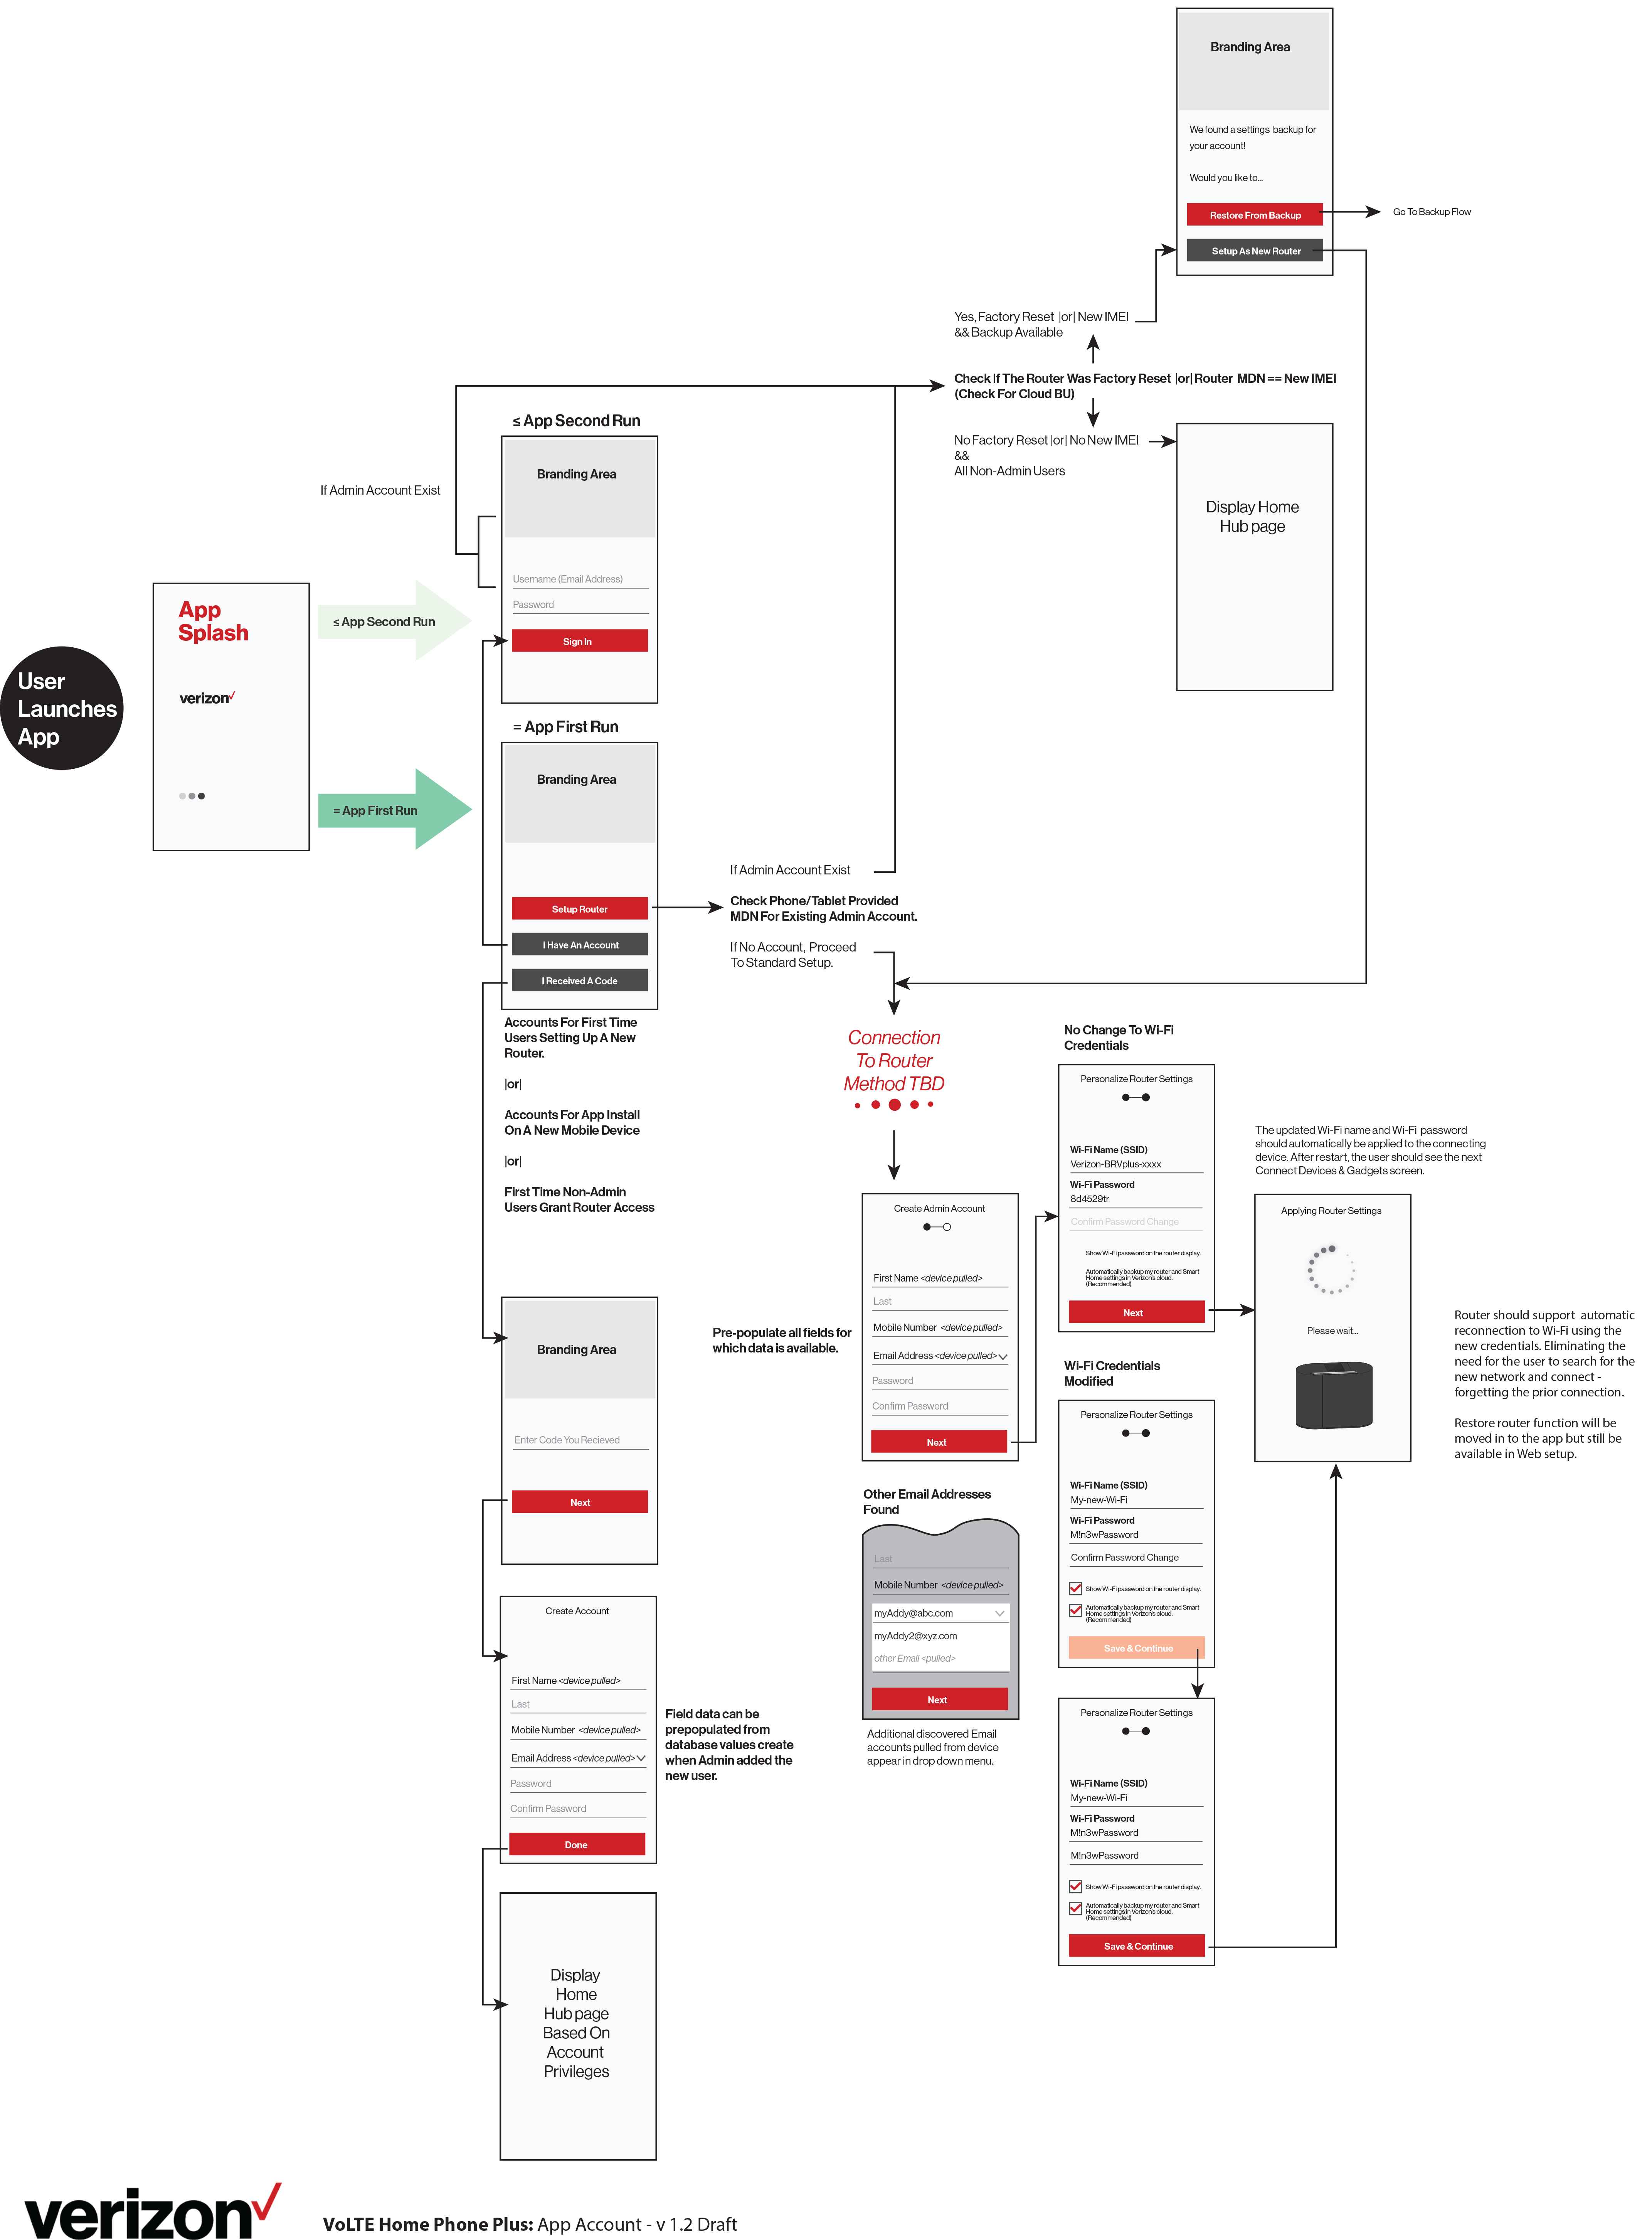 Branding Area
We found a settings backup for
your account!
Would you like to...
Restore From Backup
Go To Backup Flow
Setup As New Router
Yes, Factory Reset |or| New IMEI
&& Backup Available
Check If The Router Was Factory Reset |or| Router MDN == New IMEI
(Check For Cloud BU)
No Factory Reset |or| No New IMEI
&&
All Non-Admin Users
Display Home
Hub page
≤ App Second Run
Branding Area
If Admin Account Exist
Username (Email Address)
Password
Sign In
User
Launches
App
App
Splash
verizon
≤ App Second Run
= App First Run
= App First Run
Branding Area
Setup Router
I Have An Account
I Received A Code
If Admin Account Exist
Check Phone/Tablet Provided
MDN For Existing Admin Account.
If No Account, Proceed
To Standard Setup.
Accounts For First Time
Users Setting Up A New
Router.
|or|
Accounts For App Install
On A New Mobile Device
|or|
First Time Non-Admin
Users Grant Router Access
Connection
To Router
Method TBD
Branding Area
Enter Code You Recieved
Next
Create Account
First Name <device pulled>
Last
Mobile Number <device pulled>
Email Address <device pulled>
Password
Confirm Password
Done
Field data can be
prepopulated from
database values create
when Admin added the
new user.
Display
Home
Hub page
Based On
Account
Privileges
Pre-populate all fields for
which data is available.
Create Admin Account
First Name <device pulled>
Last
Mobile Number <device pulled>
Email Address <device pulled>
Password
Confirm Password
Next
Other Email Addresses
Found
Last
Mobile Number <device pulled>
myAddy@abc.com
myAddy2@xyz.com
other Email <pulled>
Next
Additional discovered Email
accounts pulled from device
appear in drop down menu.
No Change To Wi-Fi
Credentials
Personalize Router Settings
Wi-Fi Name (SSID)
Verizon-BRVplus-xxxx
Wi-Fi Password
8d4529tr
Confirm Password Change
Show Wi-Fi password on the router display.
Automatically backup my router and Smart
Home settings in Verizon's cloud.
(Recommended)
Next
Wi-Fi Credentials
Modified
Personalize Router Settings
Wi-Fi Name (SSID)
My-new-Wi-Fi
Wi-Fi Password
M!n3wPassword
Confirm Password Change
Show Wi-Fi password on the router display.
Automatically backup my router and Smart
Home settings in Verizon's cloud.
(Recommended)
Save & Continue
Personalize Router Settings
Wi-Fi Name (SSID)
My-new-Wi-Fi
Wi-Fi Password
M!n3wPassword
M!n3wPassword
Show Wi-Fi password on the router display.
Automatically backup my router and Smart
Home settings in Verizon's cloud.
(Recommended)
Save & Continue
The updated Wi-Fi name and Wi-Fi password
should automatically be applied to the connecting
device. After restart, the user should see the next
Connect Devices & Gadgets screen.
Applying Router Settings
Please wait...
Router should support automatic
reconnection to Wi-Fi using the
new credentials. Eliminating the
need for the user to search for the
new network and connect -
forgetting the prior connection.
Restore router function will be
moved in to the app but still be
available in Web setup.
verizon
VoLTE Home Phone Plus: App Account - v 1.2 Draft